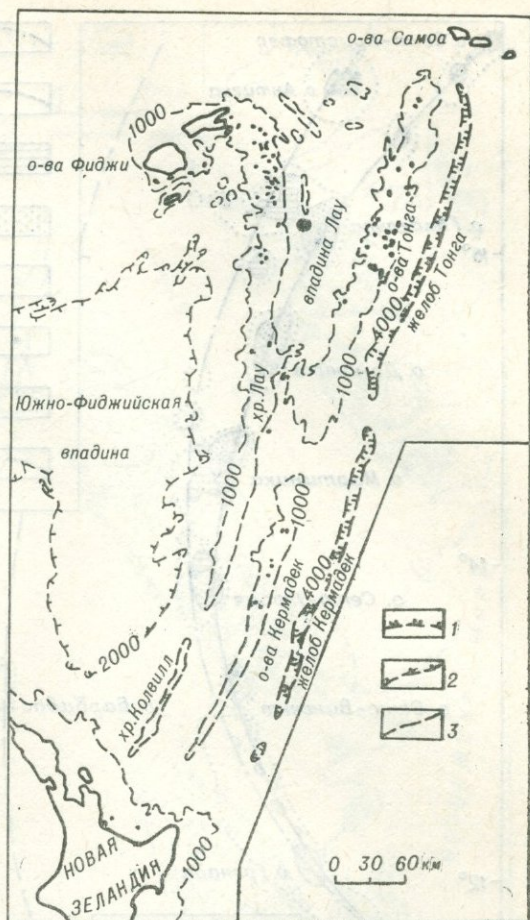 о-ва Самоа
1000
о-ва Фиджи
впадина Лау
о-ва Тонга
4000
желоб Тонга
1000
Южно-Фиджийская
впадина
хр. Лау
1000
1000
2000
хр. Колвилл
о-ва Кермадек
4000
желоб Кермадек
1
2
3
НОВАЯ
ЗЕЛАНДИЯ
1000
0 30 60 км